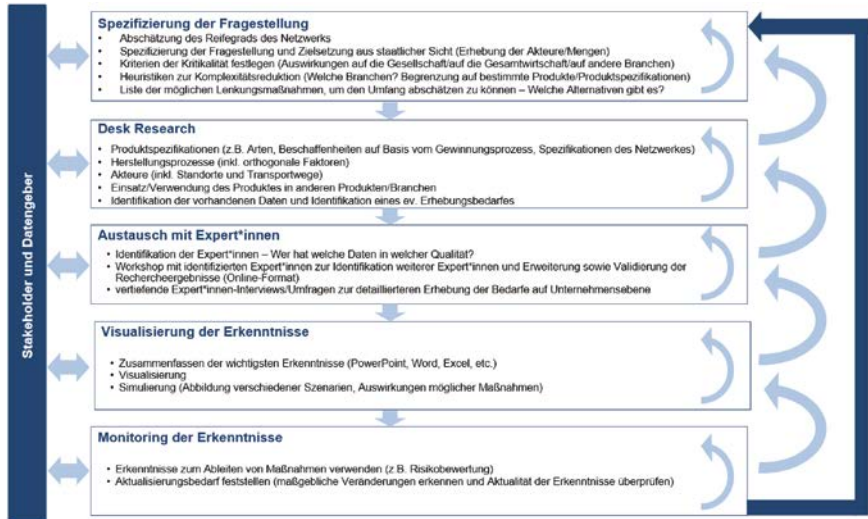 Stakeholder und Datengeber
Spezifizierung der Fragestellung
• Abschätzung des Reifegrads des Netzwerks
• Spezifizierung der Fragestellung und Zielsetzung aus staatlicher Sicht (Erhebung der Akteure/Mengen)
• Kriterien der Kritikalität festlegen (Auswirkungen auf die Gesellschaft/auf die Gesamtwirtschaft/auf andere Branchen)
• Heuristiken zur Komplexitätsreduktion (Welche Branchen? Begrenzung auf bestimmte Produkte/Produktspezifikationen)
• Liste der möglichen Lenkungsmaßnahmen, um den Umfang abschätzen zu können – Welche Alternativen gibt es?
Desk Research
• Produktspezifikationen (z.B. Arten, Beschaffenheiten auf Basis vom Gewinnungsprozess, Spezifikationen des Netzwerkes)
• Herstellungsprozesse (inkl. orthogonale Faktoren)
• Akteure (inkl. Standorte und Transportwege)
• Einsatz/Verwendung des Produktes in anderen Produkten/Branchen
• Identifikation der vorhandenen Daten und Identifikation eines ev. Erhebungsbedarfes
Austausch mit Expert*innen
• Identifikation der Expert*innen – Wer hat welche Daten in welcher Qualität?
• Workshop mit identifizierten Expert*innen zur Identifikation weiterer Expert*innen und Erweiterung sowie Validierung der
Rechercheergebnisse (Online-Format)
• vertiefende Expert*innen-Interviews/Umfragen zur detaillierteren Erhebung der Bedarfe auf Unternehmensebene
Visualisierung der Erkenntnisse
• Zusammenfassen der wichtigsten Erkenntnisse (PowerPoint, Word, Excel, etc.)
• Visualisierung
• Simulierung (Abbildung verschiedener Szenarien, Auswirkungen möglicher Maßnahmen)
Monitoring der Erkenntnisse
• Erkenntnisse zum Ableiten von Maßnahmen verwenden (z.B. Risikobewertung)
• Aktualisierungsbedarf feststellen (maßgebliche Veränderungen erkennen und Aktualität der Erkenntnisse überprüfen)